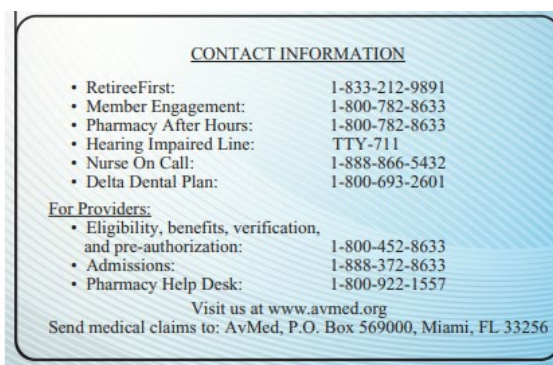 CONTACT INFORMATION
• RetireeFirst: 1-833-212-9891
• Member Engagement: 1-800-782-8633
• Pharmacy After Hours: 1-800-782-8633
• Hearing Impaired Line: TTY-711
• Nurse On Call: 1-888-866-5432
• Delta Dental Plan: 1-800-693-2601
For Providers:
• Eligibility, benefits, verification,
and pre-authorization: 1-800-452-8633
• Admissions: 1-888-372-8633
• Pharmacy Help Desk: 1-800-922-1557
Visit us at www.avmed.org
Send medical claims to: AvMed, P.O. Box 569000, Miami, FL 33256